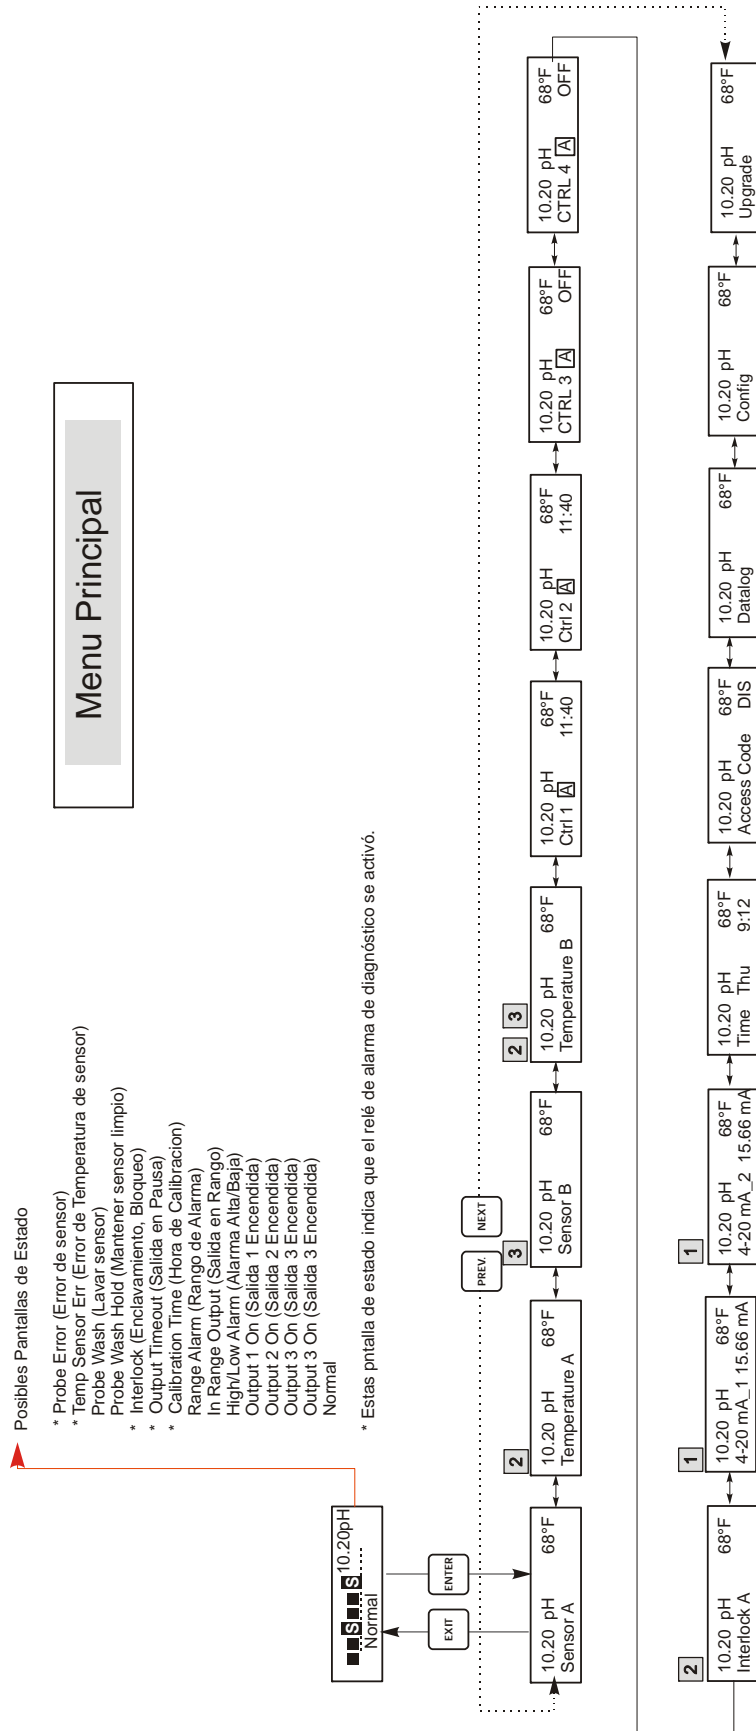 Menu Principal
Posibles Pantallas de Estado
* Probe Error (Error de sensor)
* Temp Sensor Err (Error de Temperatura de sensor)
Probe Wash (Lavar sensor)
Probe Wash Hold (Mantener sensor limpio)
* Interlock (Enclavamiento, Bloqueo)
* Output Timeout (Salida en Pausa)
* Calibration Time (Hora de Calibracion)
Range Alarm (Rango de Alarma)
In Range Output (Salida en Rango)
High/Low Alarm (Alarma Alta/Baja)
Output 1 On (Salida 1 Encendida)
Output 2 On (Salida 2 Encendida)
Output 3 On (Salida 3 Encendida)
Output 3 On (Salida 3 Encendida)
Normal
* Estas pntalla de estado indica que el relé de alarma de diagnóstico se activó.
S S 10.20pH
Normal
EXIT
ENTER
PREV.
NEXT
10.20 pH 68°F
Sensor A
2
10.20 pH 68°F
Temperature A
3
10.20 pH 68°F
Sensor B
2 3
10.20 pH 68°F
Temperature B
10.20 pH 68°F
Ctrl 1 A 11:40
10.20 pH 68°F
Ctrl 2 A 11:40
10.20 pH 68°F
CTRL 3 A OFF
10.20 pH 68°F
CTRL 4 A OFF
2
10.20 pH 68°F
Interlock A
1
10.20 pH 68°F
4-20 mA_1 15.66 mA
1
10.20 pH 68°F
4-20 mA_2 15.66 mA
10.20 pH 68°F
Time Thu 9:12
10.20 pH 68°F
Access Code DIS
10.20 pH 68°F
Datalog
10.20 pH 68°F
Config
10.20 pH 68°F
Upgrade